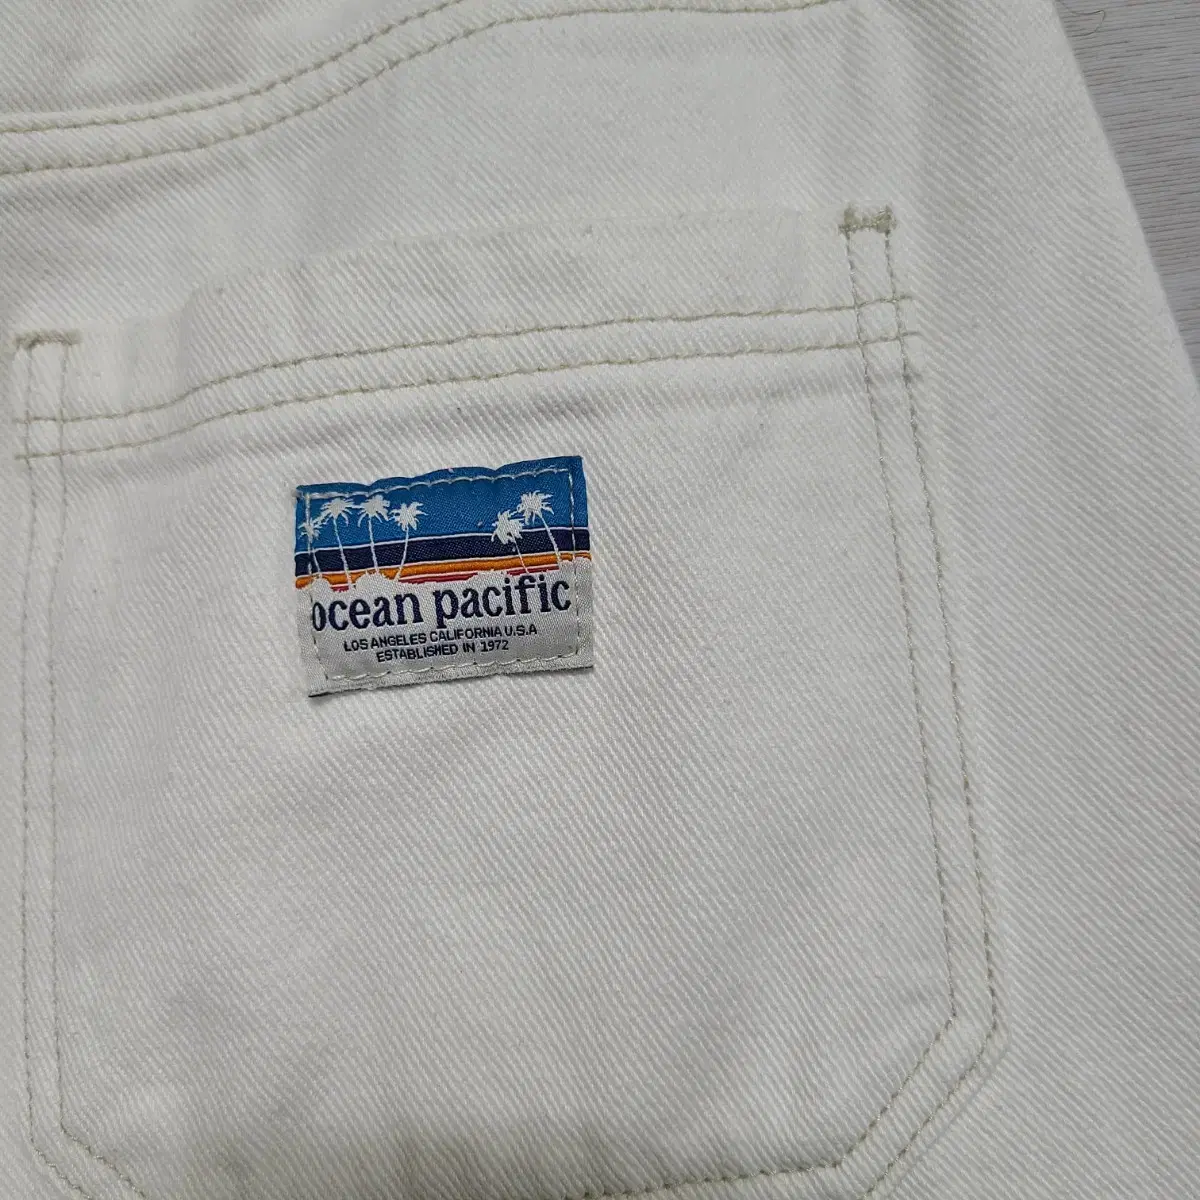 ocean pacific
LOS ANGELES CALIFORNIA U.S.A
ESTABLISHED IN 1972